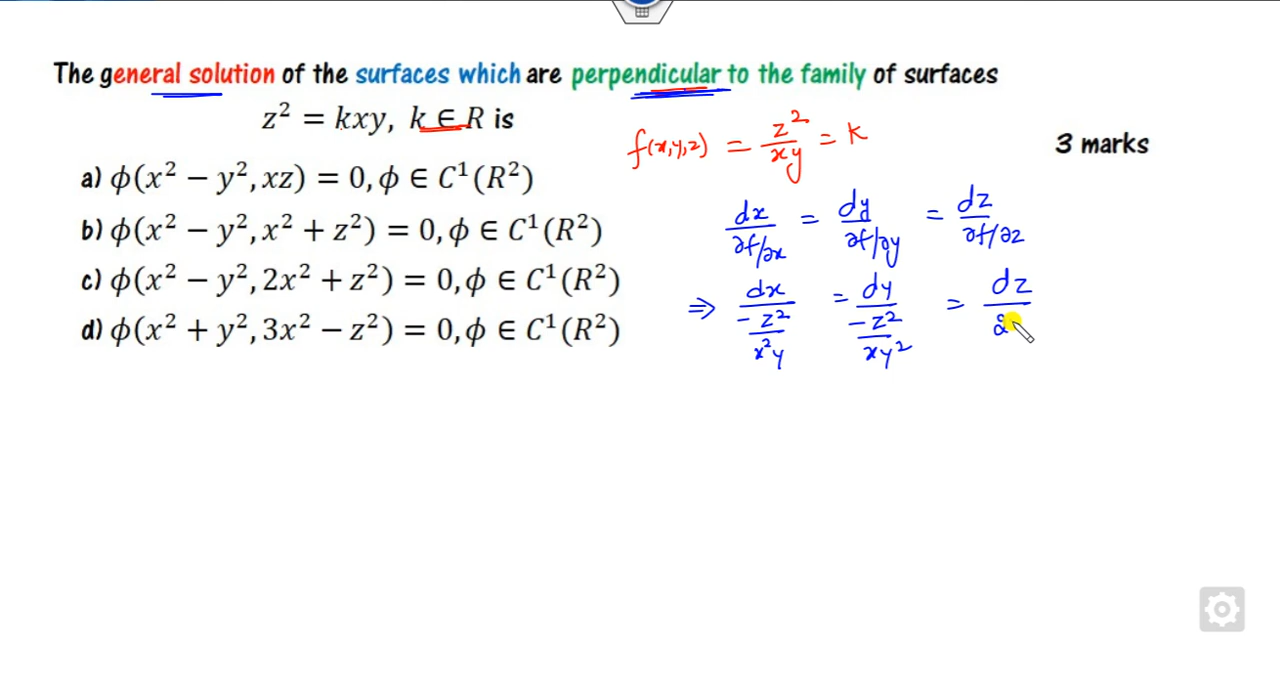 The general solution of the surfaces which are perpendicular to the family of surfaces
z² = kxy, k ∈ R is
f(x,y,z) = z²/xy = k
3 marks
a) ϕ(x² − y², xz) = 0, ϕ ∈ C¹(R²)
b) ϕ(x² − y², x² + z²) = 0, ϕ ∈ C¹(R²)
c) ϕ(x² − y², 2x² + z²) = 0, ϕ ∈ C¹(R²)
d) ϕ(x² + y², 3x² − z²) = 0, ϕ ∈ C¹(R²)
dx/(∂f/∂x) = dy/(∂f/∂y) = dz/(∂f/∂z)
⇒ dx/(−z²/x²y) = dy/(−z²/xy²) = dz/2